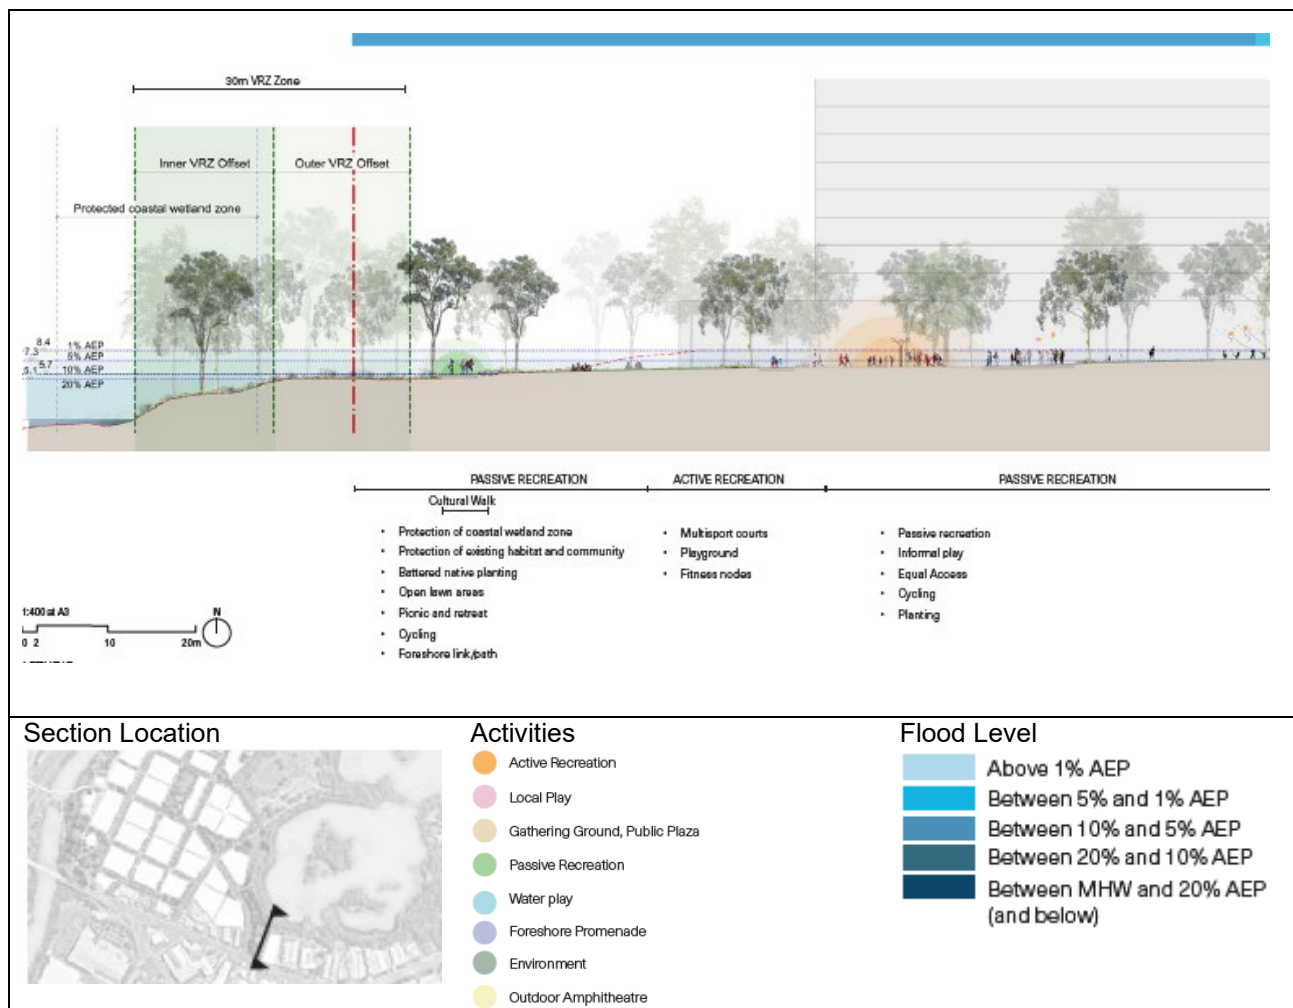 30m VRZ Zone
Inner VRZ Offset
Outer VRZ Offset
Protected coastal wetland zone
8.4 1% AEP
7.3 5% AEP
5.7 10% AEP
5.1 20% AEP
PASSIVE RECREATION
ACTIVE RECREATION
PASSIVE RECREATION
Cultural Walk
• Protection of coastal wetland zone
• Protection of existing habitat and community
• Battered native planting
• Open lawn areas
• Picnic and retreat
• Cycling
• Foreshore link/path
• Multisport courts
• Playground
• Fitness nodes
• Passive recreation
• Informal play
• Equal Access
• Cycling
• Planting
1:400 at A3
0 2 10 20m
N
Section Location
Activities
Active Recreation
Local Play
Gathering Ground, Public Plaza
Passive Recreation
Water play
Foreshore Promenade
Environment
Outdoor Amphitheatre
Flood Level
Above 1% AEP
Between 5% and 1% AEP
Between 10% and 5% AEP
Between 20% and 10% AEP
Between MHW and 20% AEP
(and below)